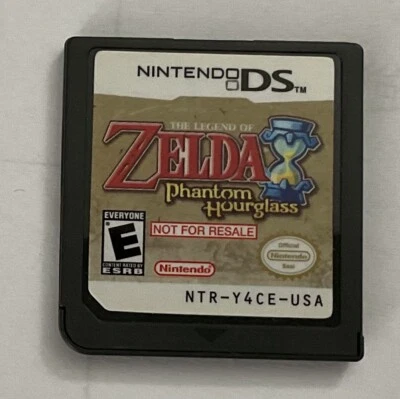 NINTENDO DS™
THE LEGEND OF
ZELDA
Phantom
Hourglass
EVERYONE
E
CONTENT RATED BY
ESRB
NOT FOR RESALE
Nintendo
Official
Nintendo
Seal
NTR-Y4CE-USA